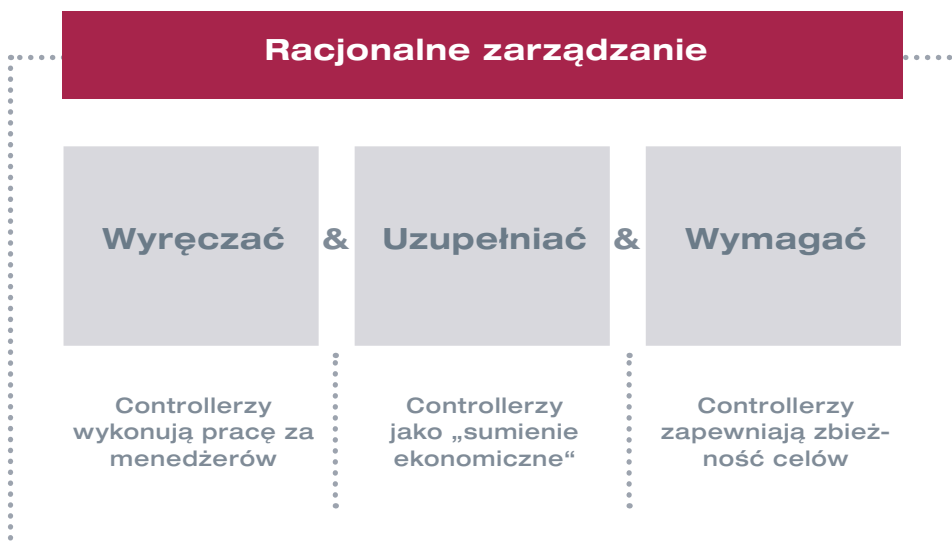 Racjonalne zarządzanie
Wyręczać & Uzupełniać & Wymagać
Controllerzy
wykonują pracę za
menedżerów
Controllerzy
jako „sumienie
ekonomiczne“
Controllerzy
zapewniają zbież-
ność celów